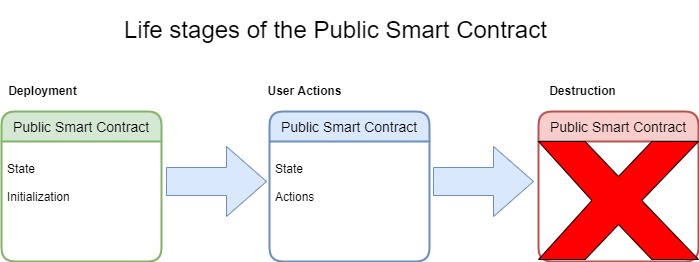 Life stages of the Public Smart Contract
Deployment
User Actions
Destruction
Public Smart Contract
Public Smart Contract
Public Smart Contract
State
Initialization
State
Actions